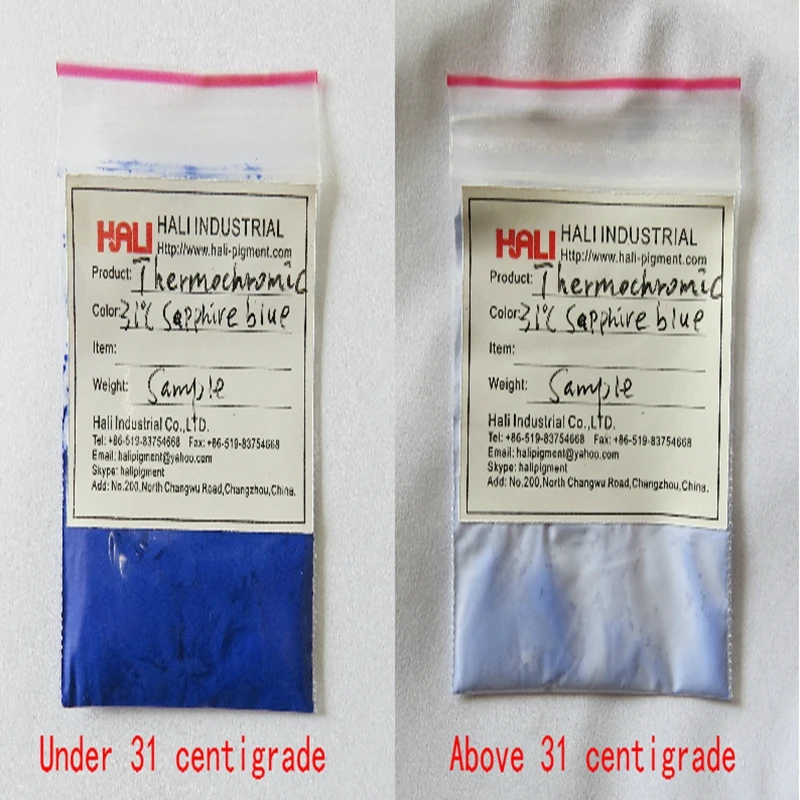 HALI HALI INDUSTRIAL
Http://www.hali-pigment.com
Product: Thermochromic
Color: 31℃ Sapphire blue
Item:
Weight: Sample
Hali Industrial Co.,LTD.
Tel: +86-519-83754668 Fax: +86-519-83754668
Email: halipigment@yahoo.com
Skype: halipigment
Add: No.200,North Changwu Road,Changzhou,China.
Under 31 centigrade
HALI HALI INDUSTRIAL
Http://www.hali-pigment.com
Product: Thermochromic
Color: 31℃ Sapphire blue
Item:
Weight: Sample
Hali Industrial Co.,LTD.
Tel: +86-519-83754668 Fax: +86-519-83754668
Email: halipigment@yahoo.com
Skype: halipigment
Add: No.200,North Changwu Road,Changzhou,China.
Above 31 centigrade